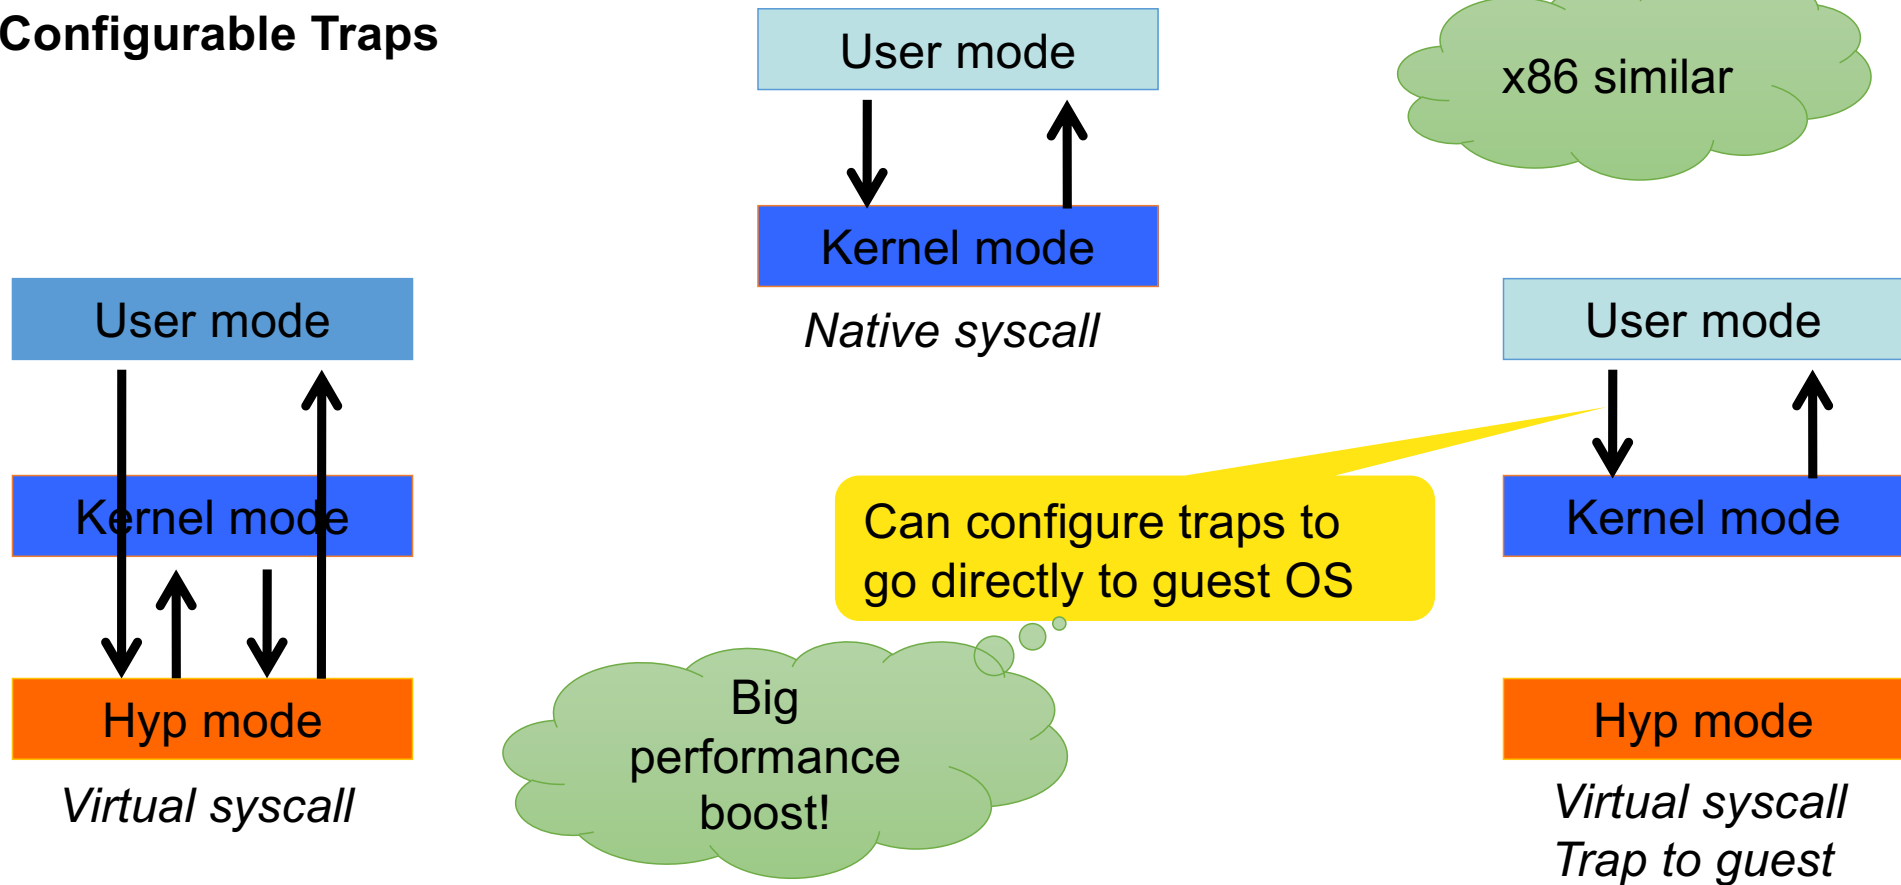 Configurable Traps
User mode
Kernel mode
Native syscall
x86 similar
User mode
Kernel mode
Hyp mode
Virtual syscall
Can configure traps to
go directly to guest OS
Big
performance
boost!
User mode
Kernel mode
Hyp mode
Virtual syscall
Trap to guest